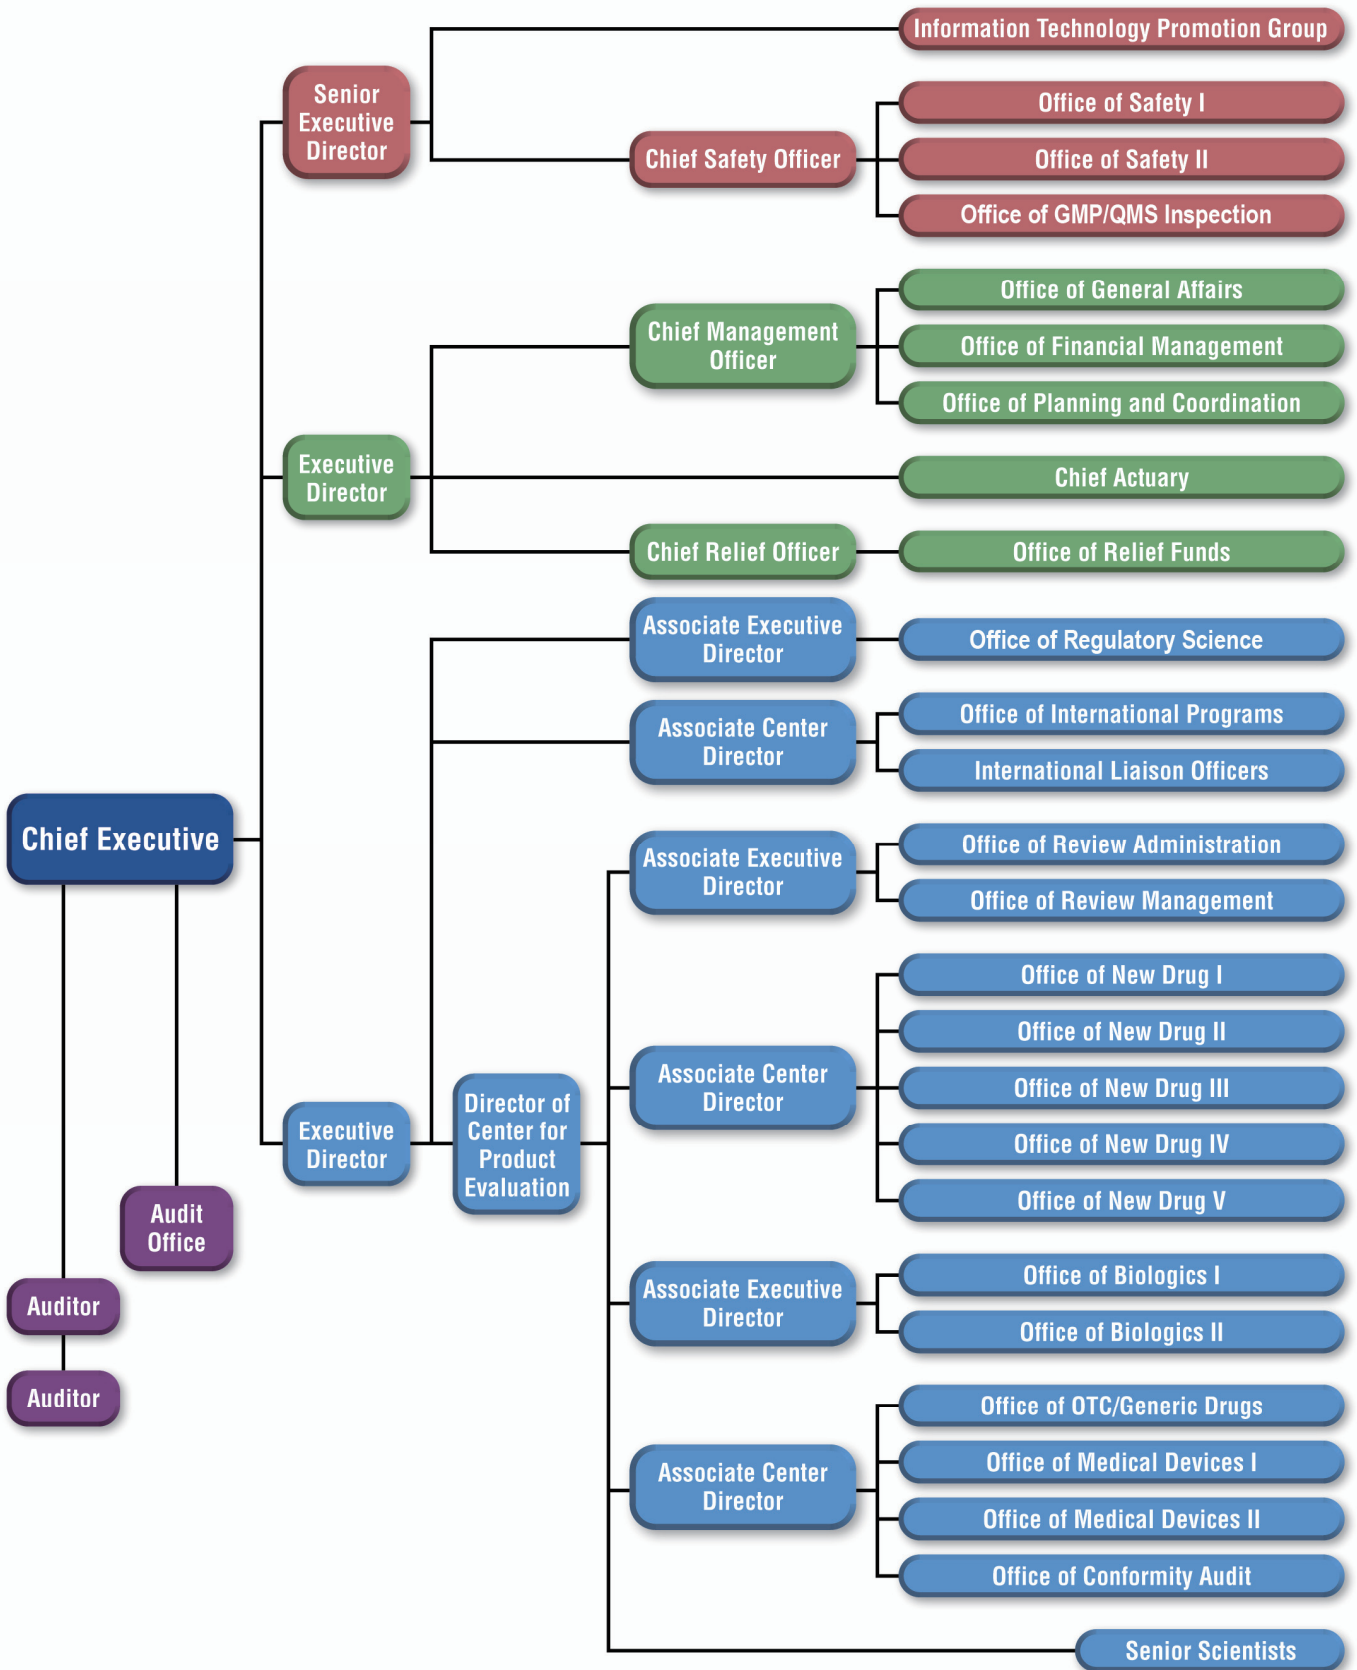 Information Technology Promotion Group
Senior
Executive
Director
Office of Safety I
Chief Safety Officer
Office of Safety II
Office of GMP/QMS Inspection
Office of General Affairs
Chief Management
Officer
Office of Financial Management
Office of Planning and Coordination
Executive
Director
Chief Actuary
Chief Relief Officer
Office of Relief Funds
Associate Executive
Director
Office of Regulatory Science
Associate Center
Director
Office of International Programs
International Liaison Officers
Chief Executive
Associate Executive
Director
Office of Review Administration
Office of Review Management
Office of New Drug I
Office of New Drug II
Associate Center
Director
Office of New Drug III
Office of New Drug IV
Office of New Drug V
Executive
Director
Director of
Center for
Product
Evaluation
Audit
Office
Associate Executive
Director
Office of Biologics I
Office of Biologics II
Auditor
Auditor
Office of OTC/Generic Drugs
Associate Center
Director
Office of Medical Devices I
Office of Medical Devices II
Office of Conformity Audit
Senior Scientists